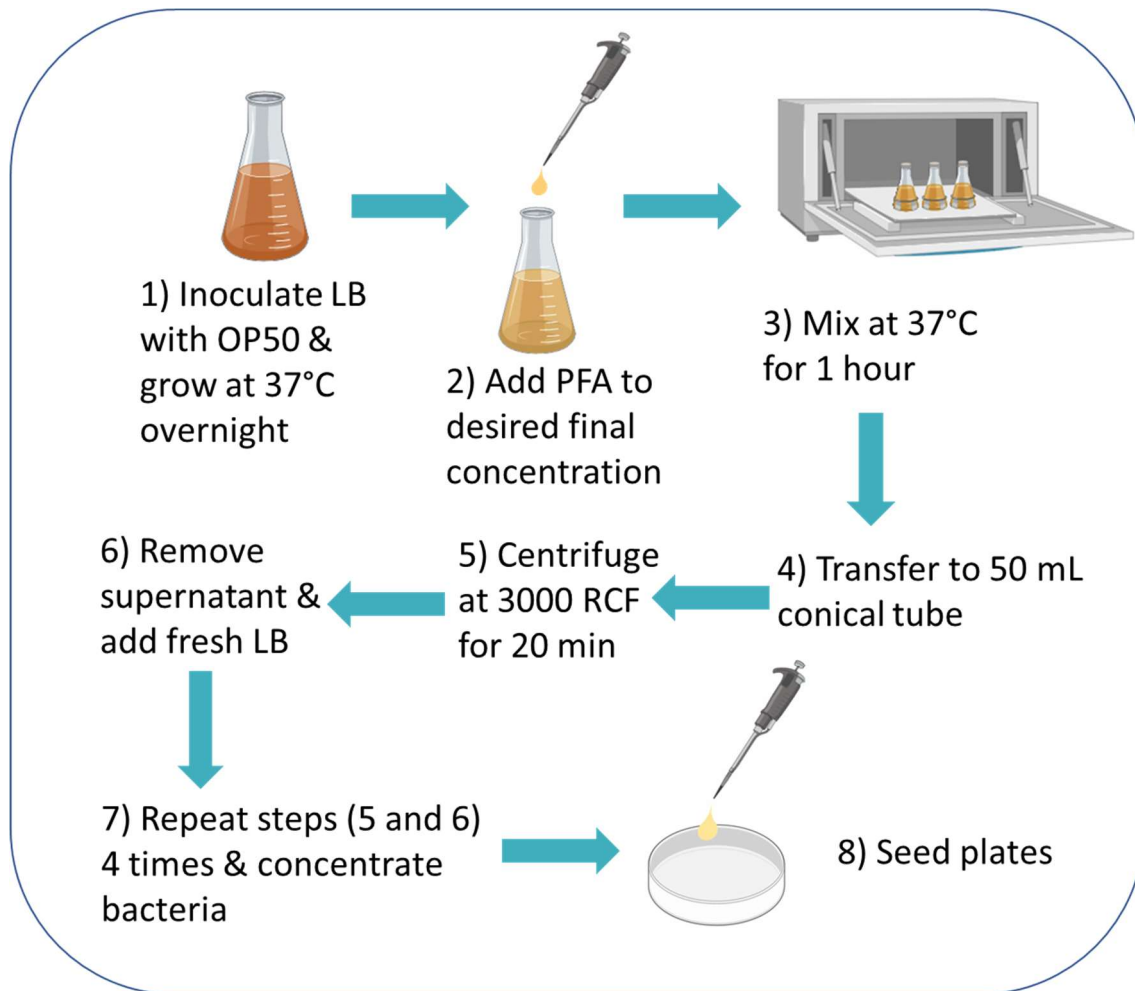 1) Inoculate LB
with OP50 &
grow at 37°C
overnight
2) Add PFA to
desired final
concentration
3) Mix at 37°C
for 1 hour
4) Transfer to 50 mL
conical tube
5) Centrifuge
at 3000 RCF
for 20 min
6) Remove
supernatant &
add fresh LB
7) Repeat steps (5 and 6)
4 times & concentrate
bacteria
8) Seed plates